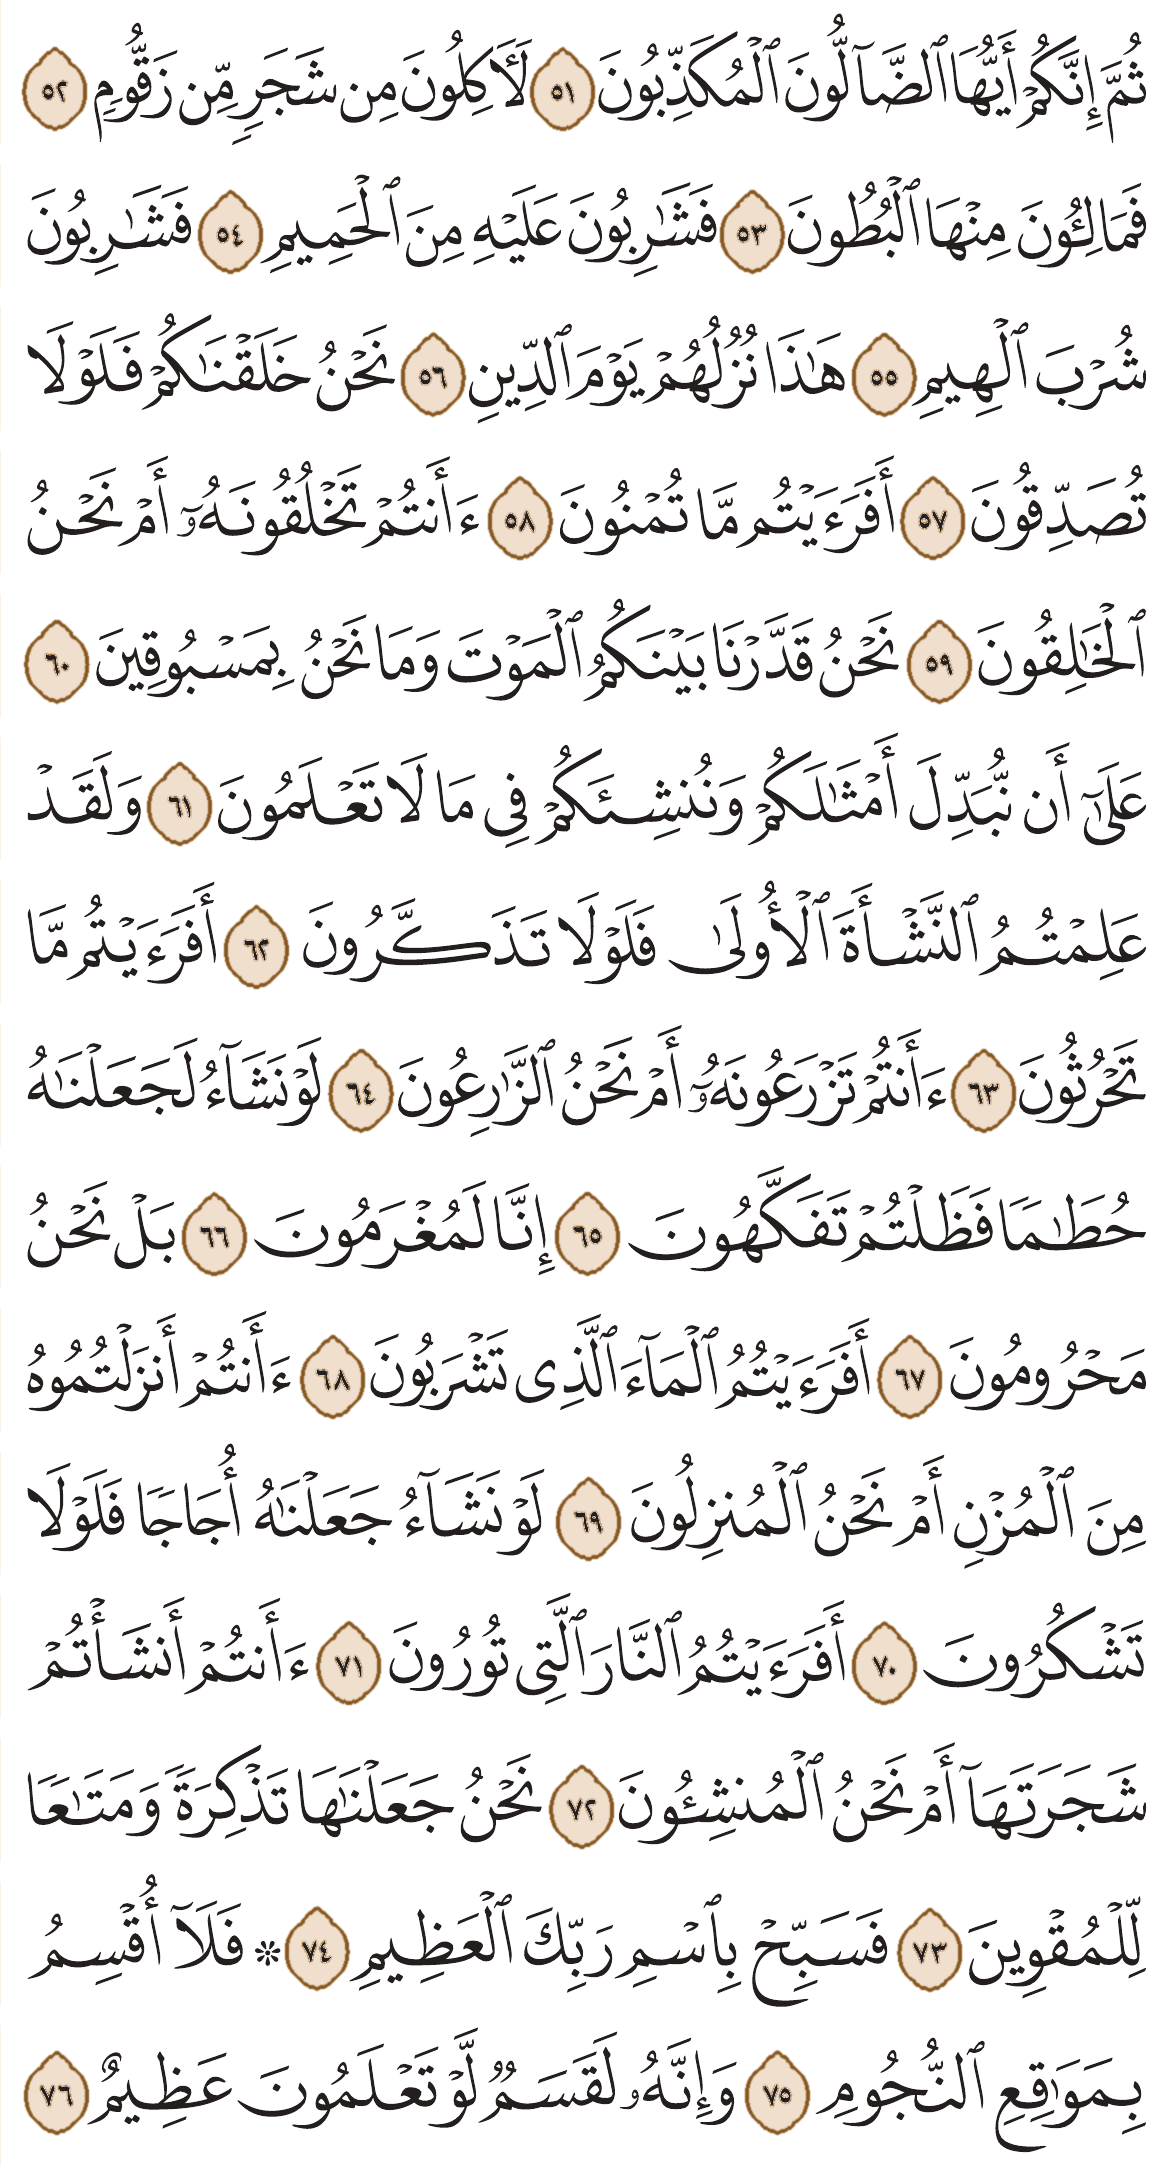 ثُمَّ إِنَّكُمۡ أَيُّهَا ٱلضَّآلُّونَ ٱلۡمُكَذِّبُونَ ٥١ لَأٓكِلُونَ مِن شَجَرٖ مِّن زَقُّومٖ ٥٢
فَمَالِـُٔونَ مِنۡهَا ٱلۡبُطُونَ ٥٣ فَشَٰرِبُونَ عَلَيۡهِ مِنَ ٱلۡحَمِيمِ ٥٤ فَشَٰرِبُونَ
شُرۡبَ ٱلۡهِيمِ ٥٥ هَٰذَا نُزُلُهُمۡ يَوۡمَ ٱلدِّينِ ٥٦ نَحۡنُ خَلَقۡنَٰكُمۡ فَلَوۡلَا
تُصَدِّقُونَ ٥٧ أَفَرَءَيۡتُم مَّا تُمۡنُونَ ٥٨ ءَأَنتُمۡ تَخۡلُقُونَهُۥٓ أَمۡ نَحۡنُ
ٱلۡخَٰلِقُونَ ٥٩ نَحۡنُ قَدَّرۡنَا بَيۡنَكُمُ ٱلۡمَوۡتَ وَمَا نَحۡنُ بِمَسۡبُوقِينَ ٦٠
عَلَىٰٓ أَن نُّبَدِّلَ أَمۡثَٰلَكُمۡ وَنُنشِئَكُمۡ فِي مَا لَا تَعۡلَمُونَ ٦١ وَلَقَدۡ
عَلِمۡتُمُ ٱلنَّشۡأَةَ ٱلۡأُولَىٰ فَلَوۡلَا تَذَكَّرُونَ ٦٢ أَفَرَءَيۡتُم مَّا
تَحۡرُثُونَ ٦٣ ءَأَنتُمۡ تَزۡرَعُونَهُۥٓ أَمۡ نَحۡنُ ٱلزَّٰرِعُونَ ٦٤ لَوۡ نَشَآءُ لَجَعَلۡنَٰهُ
حُطَٰمٗا فَظَلۡتُمۡ تَفَكَّهُونَ ٦٥ إِنَّا لَمُغۡرَمُونَ ٦٦ بَلۡ نَحۡنُ
مَحۡرُومُونَ ٦٧ أَفَرَءَيۡتُمُ ٱلۡمَآءَ ٱلَّذِي تَشۡرَبُونَ ٦٨ ءَأَنتُمۡ أَنزَلۡتُمُوهُ
مِنَ ٱلۡمُزۡنِ أَمۡ نَحۡنُ ٱلۡمُنزِلُونَ ٦٩ لَوۡ نَشَآءُ جَعَلۡنَٰهُ أُجَاجٗا فَلَوۡلَا
تَشۡكُرُونَ ٧٠ أَفَرَءَيۡتُمُ ٱلنَّارَ ٱلَّتِي تُورُونَ ٧١ ءَأَنتُمۡ أَنشَأۡتُمۡ
شَجَرَتَهَآ أَمۡ نَحۡنُ ٱلۡمُنشِـُٔونَ ٧٢ نَحۡنُ جَعَلۡنَٰهَا تَذۡكِرَةٗ وَمَتَٰعٗا
لِّلۡمُقۡوِينَ ٧٣ فَسَبِّحۡ بِٱسۡمِ رَبِّكَ ٱلۡعَظِيمِ ٧٤ ۞ فَلَآ أُقۡسِمُ
بِمَوَٰقِعِ ٱلنُّجُومِ ٧٥ وَإِنَّهُۥ لَقَسَمٞ لَّوۡ تَعۡلَمُونَ عَظِيمٌ ٧٦